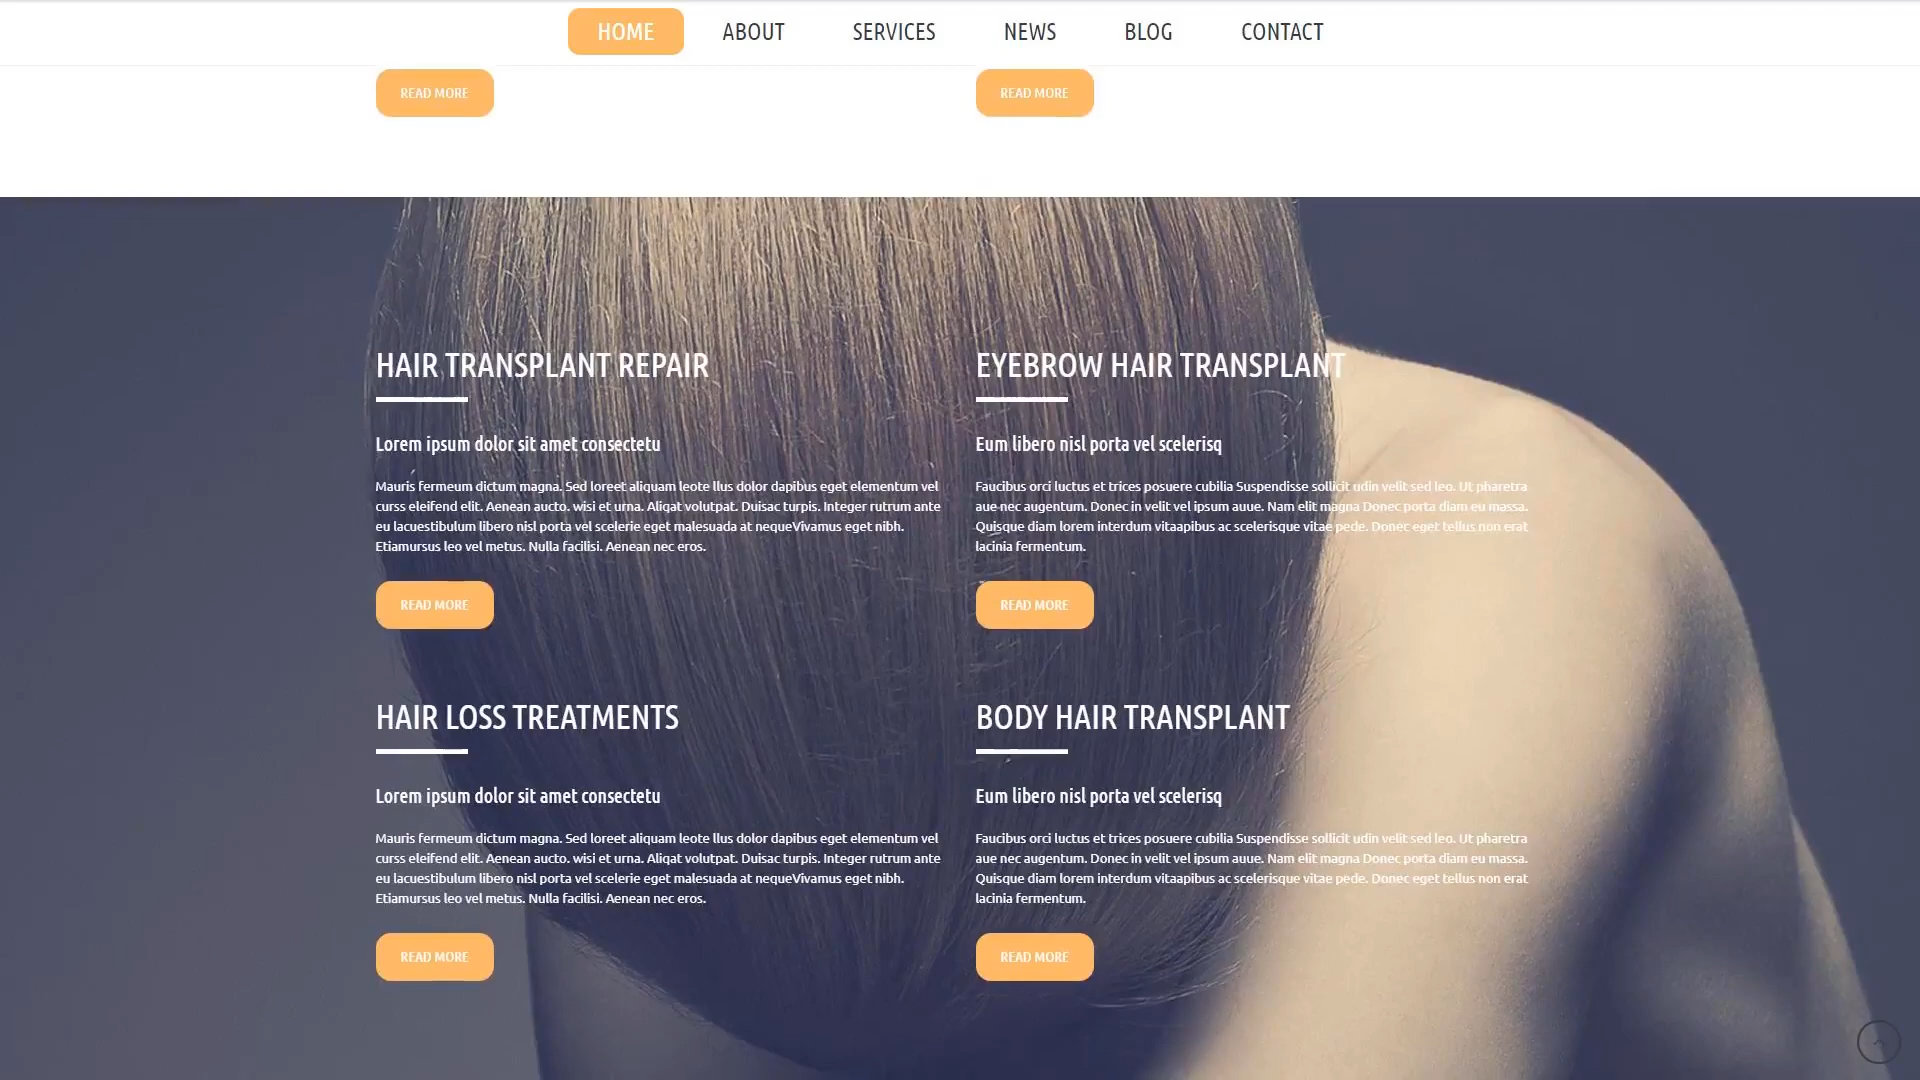 HOME ABOUT SERVICES NEWS BLOG CONTACT
READ MORE READ MORE
HAIR TRANSPLANT REPAIR
Lorem ipsum dolor sit amet consectetu
Mauris fermeum dictum magna. Sed loreet aliquam leote llus dolor dapibus eget elementum vel
curss eleifend elit. Aenean aucto. wisi et urna. Aliqat volutpat. Duisac turpis. Integer rutrum ante
eu lacuestibulum libero nisl porta vel scelerie eget malesuada at nequeVivamus eget nibh.
Etiamursus leo vel metus. Nulla facilisi. Aenean nec eros.
READ MORE
EYEBROW HAIR TRANSPLANT
Eum libero nisl porta vel scelerisq
Faucibus orci luctus et trices posuere cubilia Suspendisse sollicit udin velit sed leo. Ut pharetra
aue nec augentum. Donec in velit vel ipsum auue. Nam elit magna Donec porta diam eu massa.
Quisque diam lorem interdum vitaapibus ac scelerisque vitae pede. Donec eget tellus non erat
lacinia fermentum.
READ MORE
HAIR LOSS TREATMENTS
Lorem ipsum dolor sit amet consectetu
Mauris fermeum dictum magna. Sed loreet aliquam leote llus dolor dapibus eget elementum vel
curss eleifend elit. Aenean aucto. wisi et urna. Aliqat volutpat. Duisac turpis. Integer rutrum ante
eu lacuestibulum libero nisl porta vel scelerie eget malesuada at nequeVivamus eget nibh.
Etiamursus leo vel metus. Nulla facilisi. Aenean nec eros.
READ MORE
BODY HAIR TRANSPLANT
Eum libero nisl porta vel scelerisq
Faucibus orci luctus et trices posuere cubilia Suspendisse sollicit udin velit sed leo. Ut pharetra
aue nec augentum. Donec in velit vel ipsum auue. Nam elit magna Donec porta diam eu massa.
Quisque diam lorem interdum vitaapibus ac scelerisque vitae pede. Donec eget tellus non erat
lacinia fermentum.
READ MORE